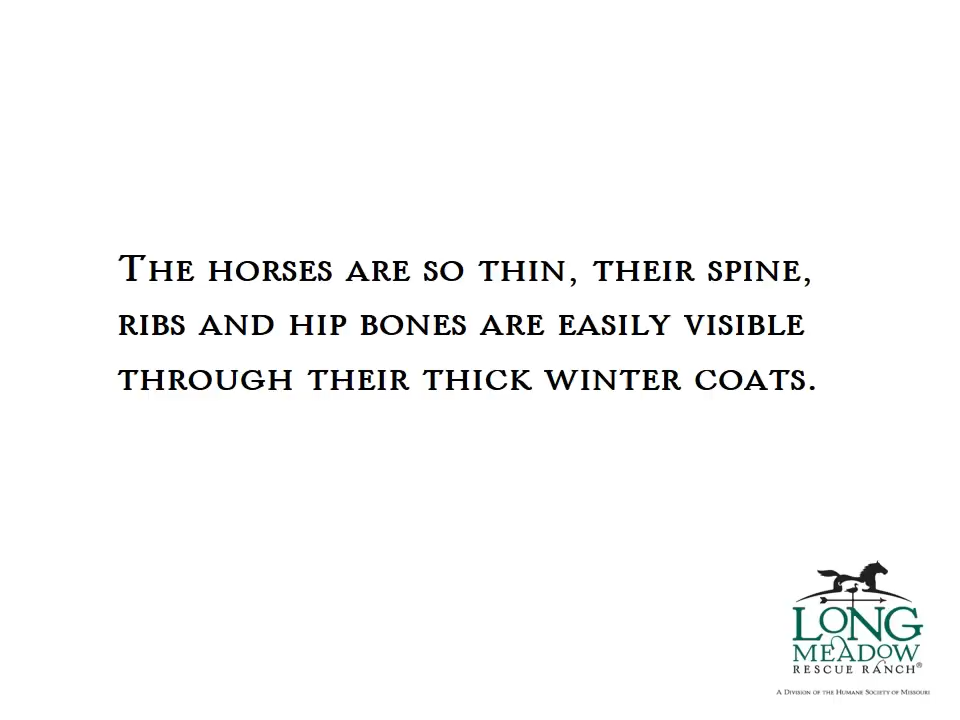 The horses are so thin, their spine,
ribs and hip bones are easily visible
through their thick winter coats.
LONG
MEADOW
RESCUE RANCH®
A Division of the Humane Society of Missouri